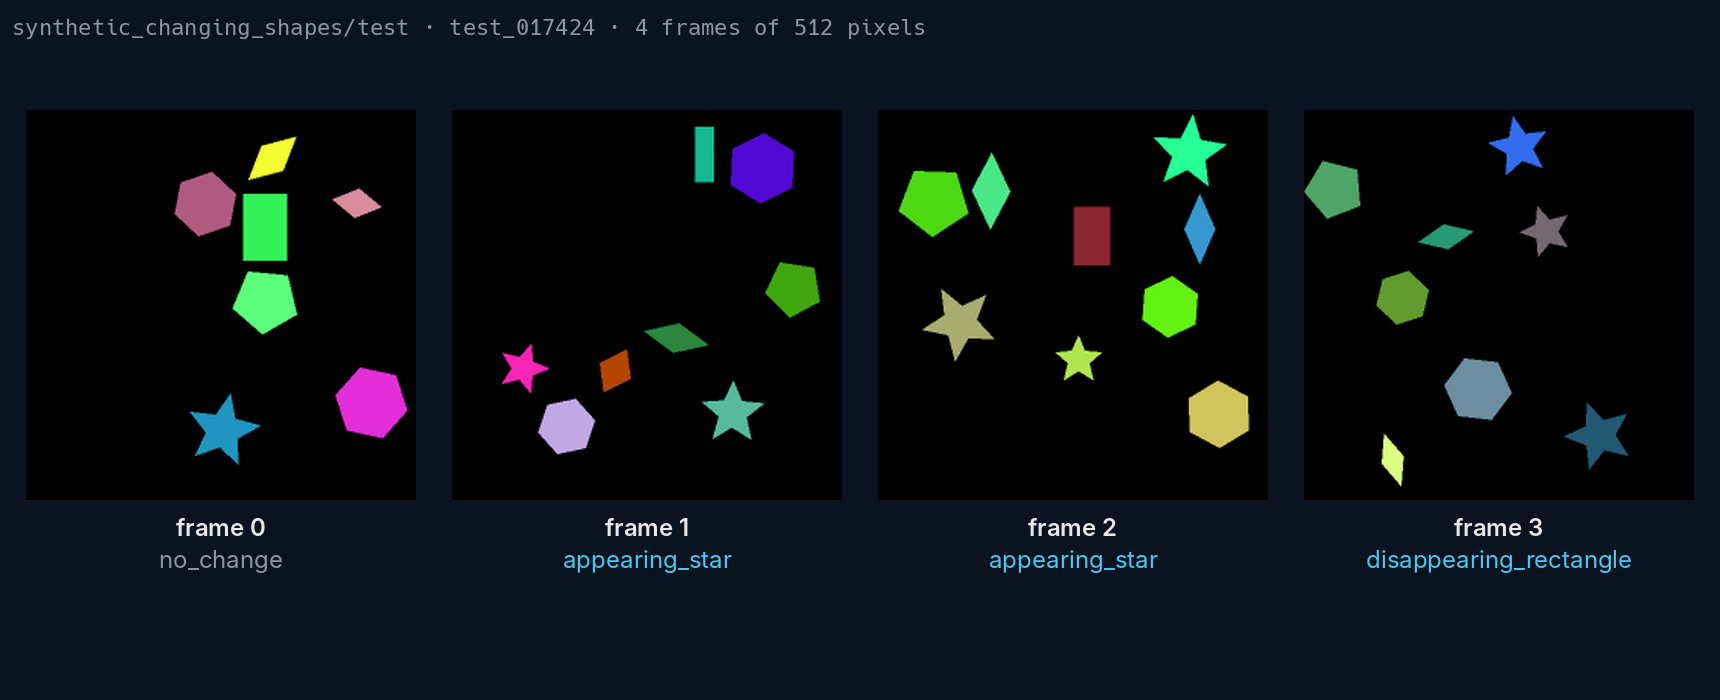 synthetic_changing_shapes/test · test_017424 · 4 frames of 512 pixels
frame 0
no_change
frame 1
appearing_star
frame 2
appearing_star
frame 3
disappearing_rectangle